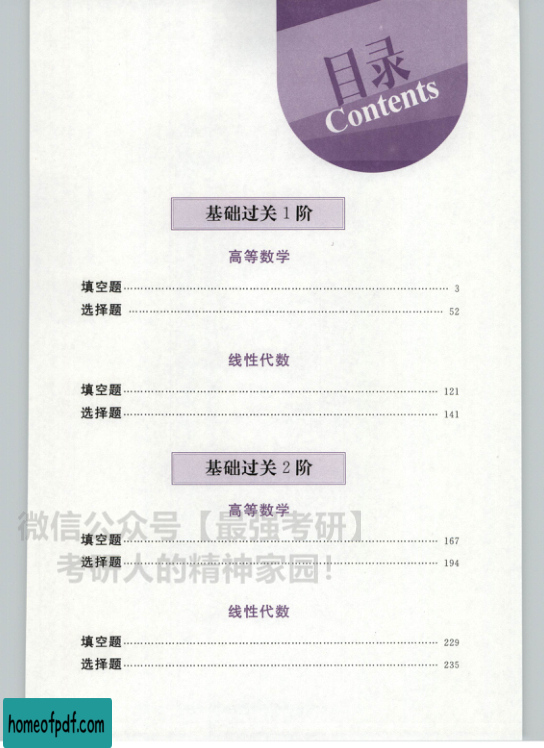 目录
Contents
基础过关 1 阶
高等数学
填空题 3
选择题 52
线性代数
填空题 121
选择题 141
基础过关 2 阶
高等数学
微信公众号【最强考研】
填空题 167
选择题 194
考研人的精神家园!
线性代数
填空题 229
选择题 235
homeofpdf.com